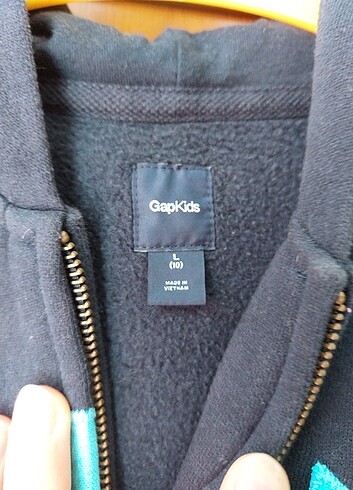 GapKids
L
(10)
MADE IN
VIETNAM